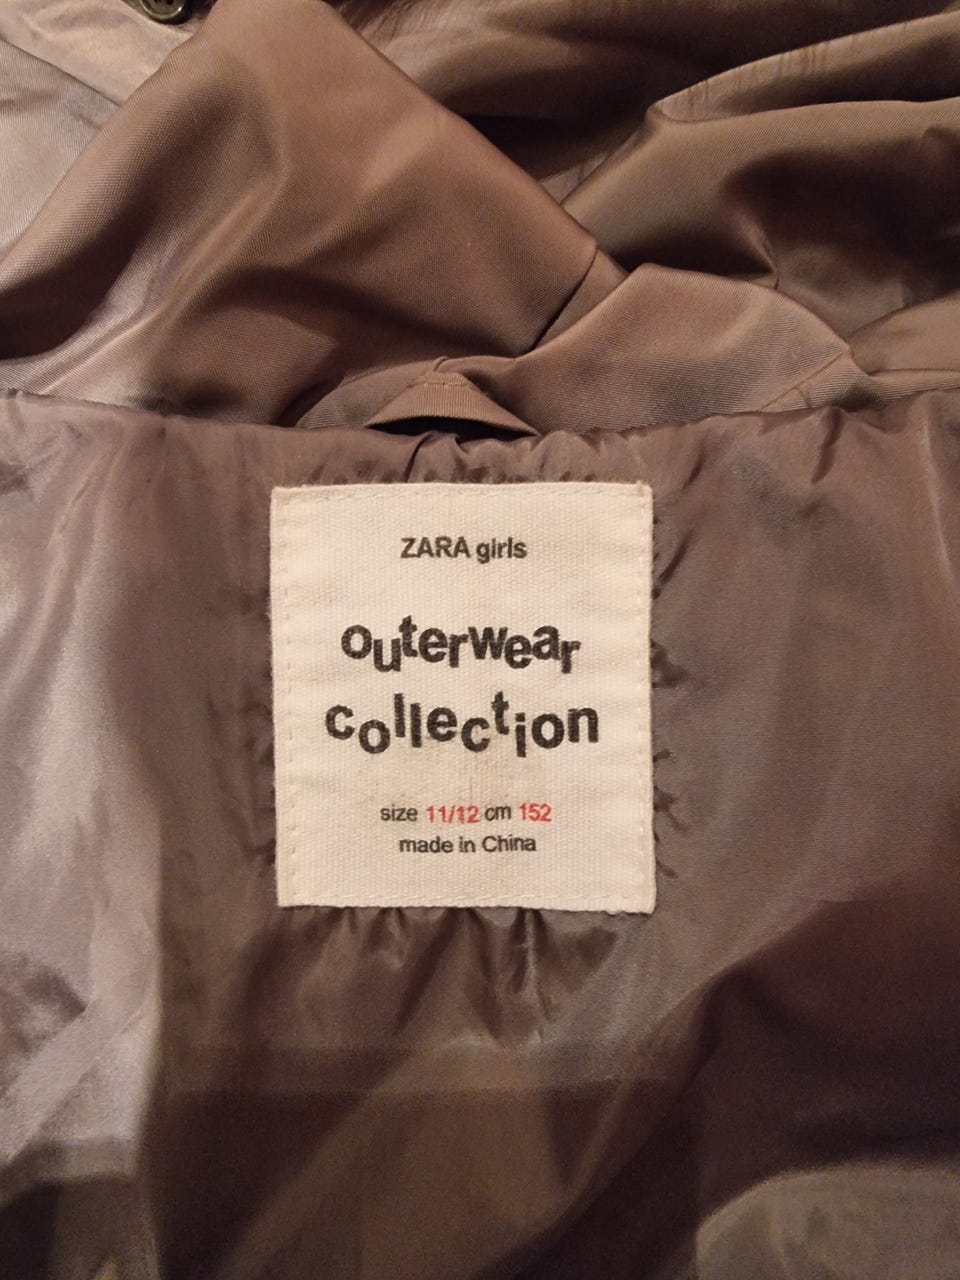 ZARA girls
outerwear
collection
size 11/12 cm 152
made in China